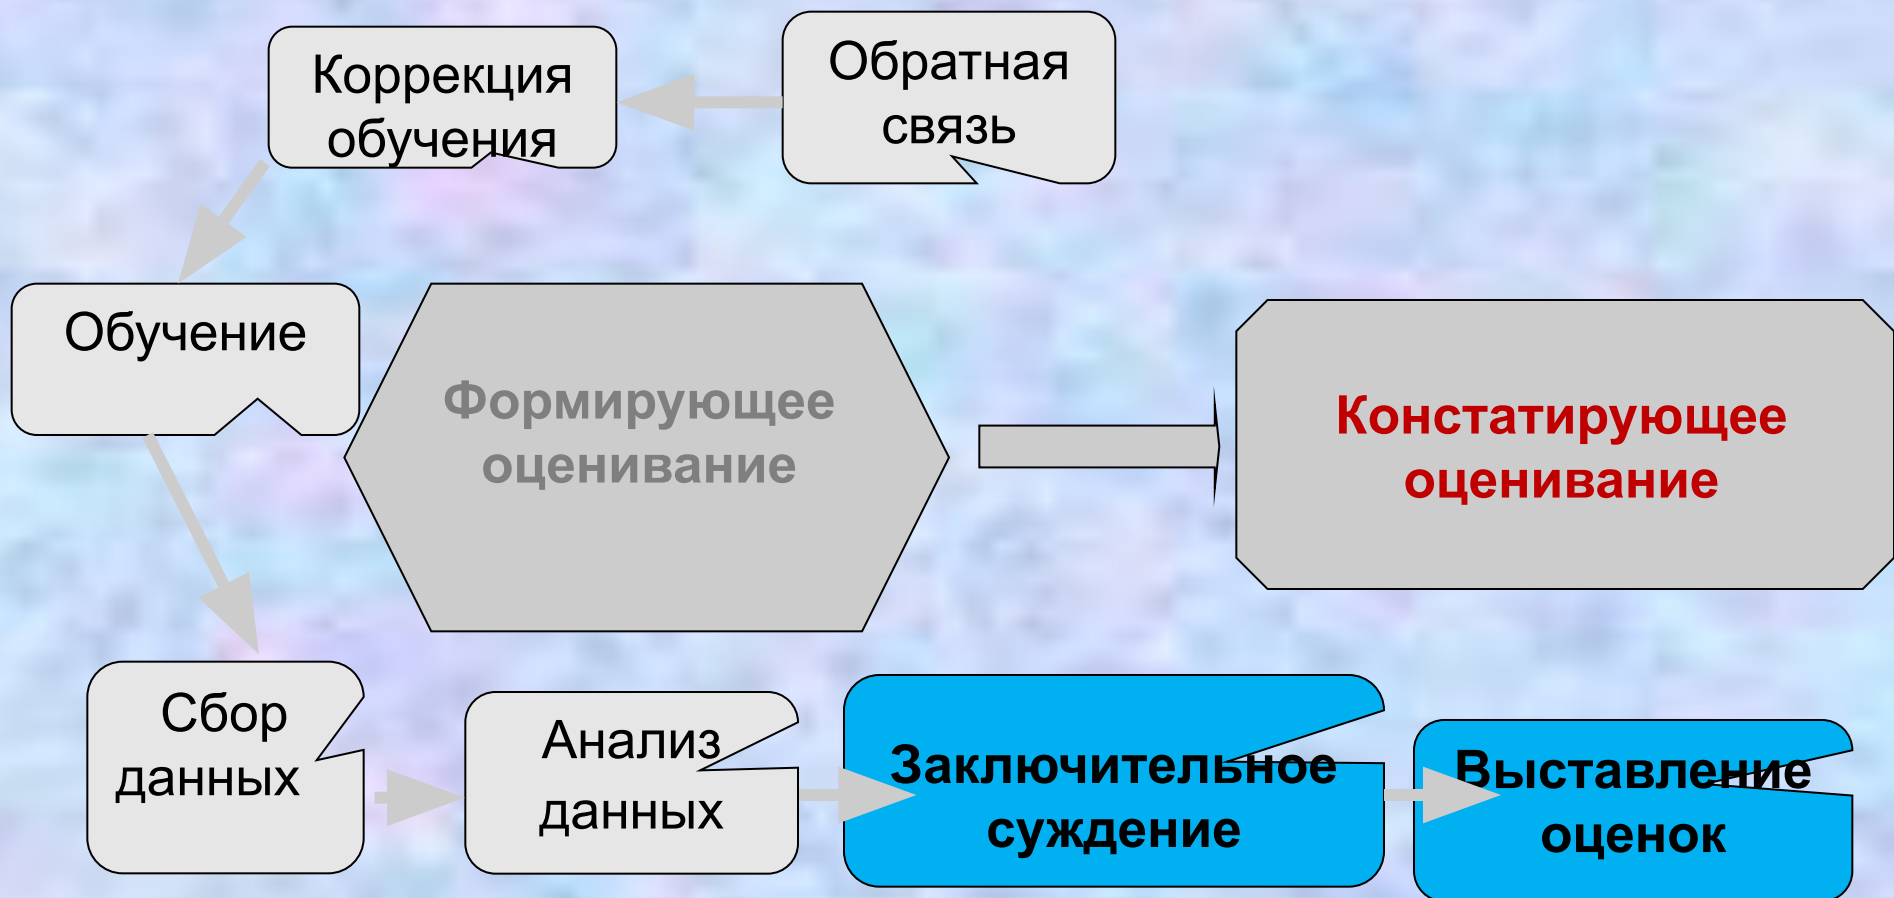 Коррекция
обучения
Обратная
связь
Обучение
Формирующее
оценивание
Констатирующее
оценивание
Сбор
данных
Анализ
данных
Заключительное
суждение
Выставление
оценок